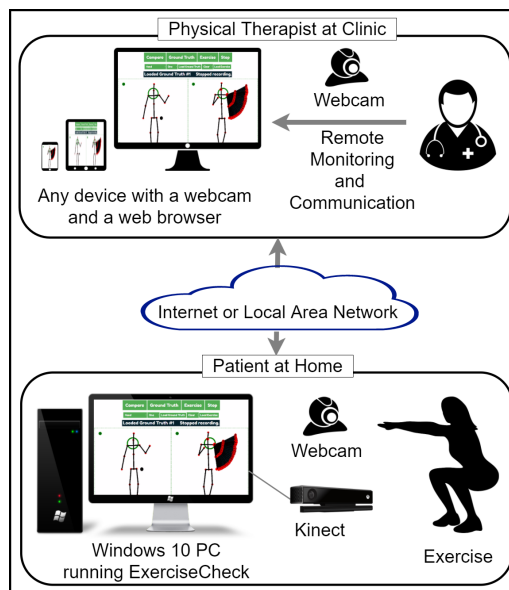 Physical Therapist at Clinic
Compare Ground Truth Exercise Stop
Loaded Ground Truth #1 Stopped recording.
Webcam
Remote
Monitoring
and
Communication
Any device with a webcam
and a web browser
Internet or Local Area Network
Patient at Home
Compare Ground Truth Exercise Stop
Loaded Ground Truth #1 Stopped recording.
Webcam
Kinect
Windows 10 PC
running ExerciseCheck
Exercise